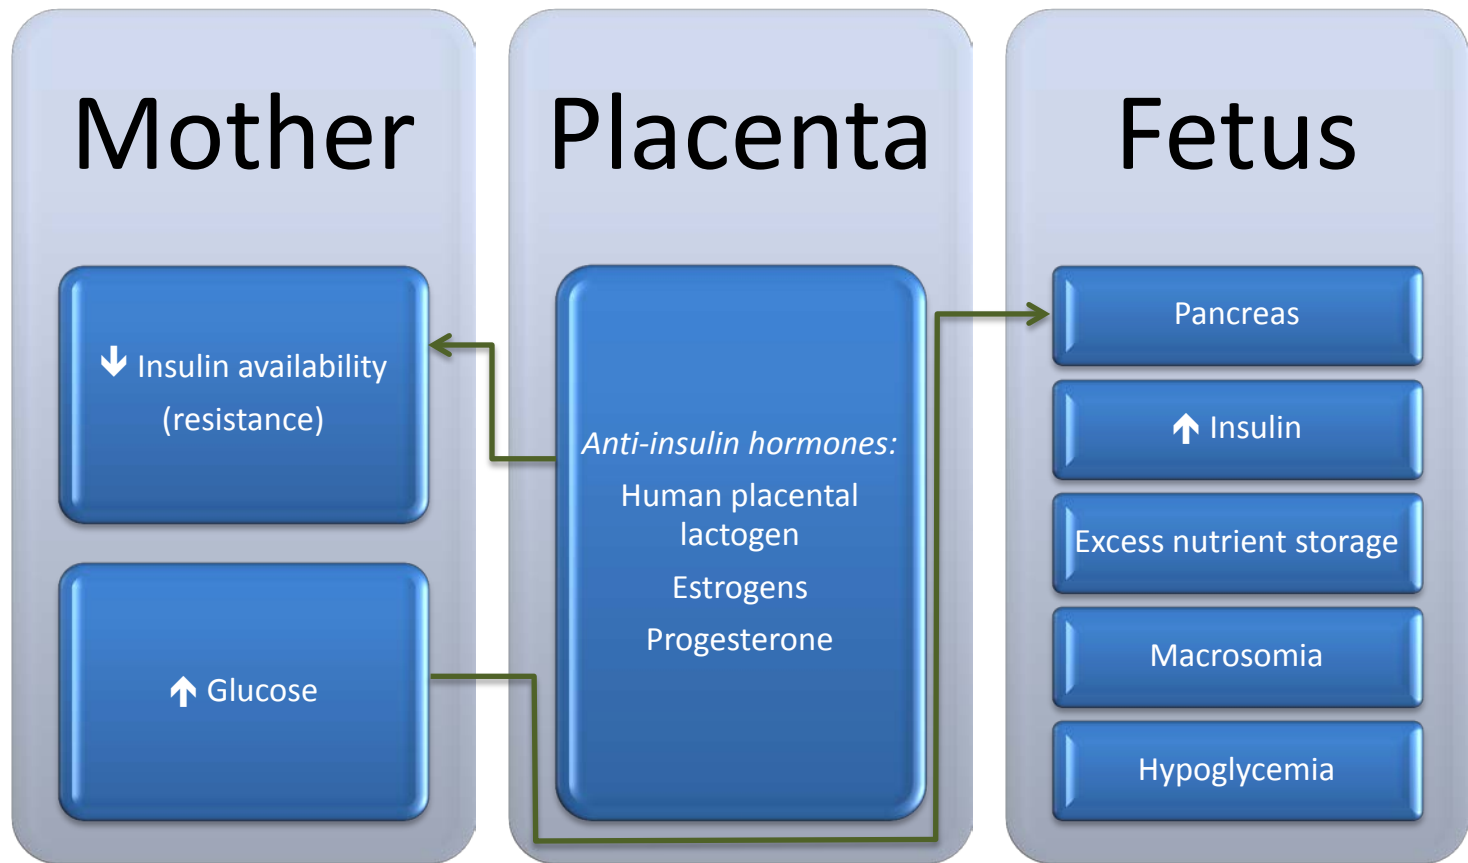 Mother
↓ Insulin availability
(resistance)
↑ Glucose
Placenta
Anti-insulin hormones:
Human placental
lactogen
Estrogens
Progesterone
Fetus
Pancreas
↑ Insulin
Excess nutrient storage
Macrosomia
Hypoglycemia